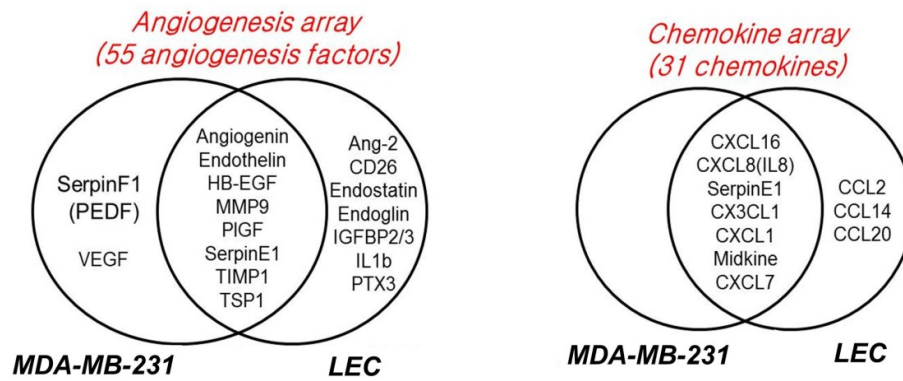 Angiogenesis array
(55 angiogenesis factors)
SerpinF1
(PEDF)
VEGF
Angiogenin
Endothelin
HB-EGF
MMP9
PIGF
SerpinE1
TIMP1
TSP1
Ang-2
CD26
Endostatin
Endoglin
IGFBP2/3
IL1b
PTX3
MDA-MB-231
LEC
Chemokine array
(31 chemokines)
CXCL16
CXCL8(IL8)
SerpinE1
CX3CL1
CXCL1
Midkine
CXCL7
CCL2
CCL14
CCL20
MDA-MB-231
LEC